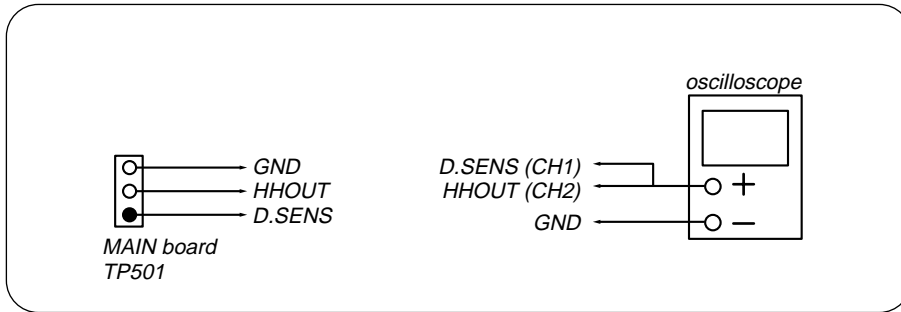 oscilloscope
GND
HHOUT
D.SENS
MAIN board
TP501
D.SENS (CH1)
HHOUT (CH2)
GND
+
–